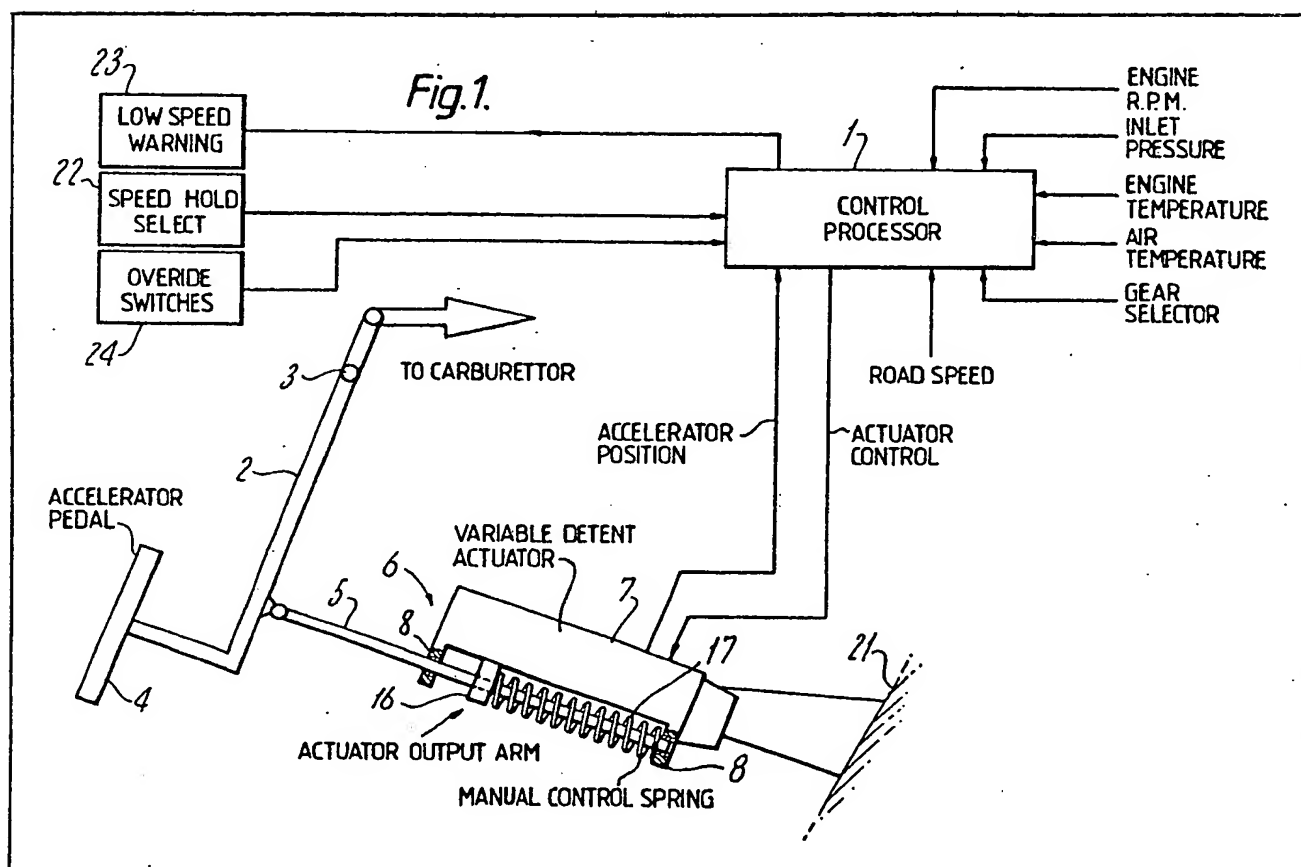 Fig.1.
23
LOW SPEED
WARNING
22
SPEED HOLD
SELECT
OVERIDE
SWITCHES
24
1
CONTROL
PROCESSOR
ENGINE
R.P.M.
INLET
PRESSURE
ENGINE
TEMPERATURE
AIR
TEMPERATURE
GEAR
SELECTOR
ROAD SPEED
3
TO CARBURETTOR
2
ACCELERATOR
POSITION
ACTUATOR
CONTROL
ACCELERATOR
PEDAL
4
5
6
VARIABLE DETENT
ACTUATOR
7
8
17
21
16
ACTUATOR OUTPUT ARM
8
MANUAL CONTROL SPRING